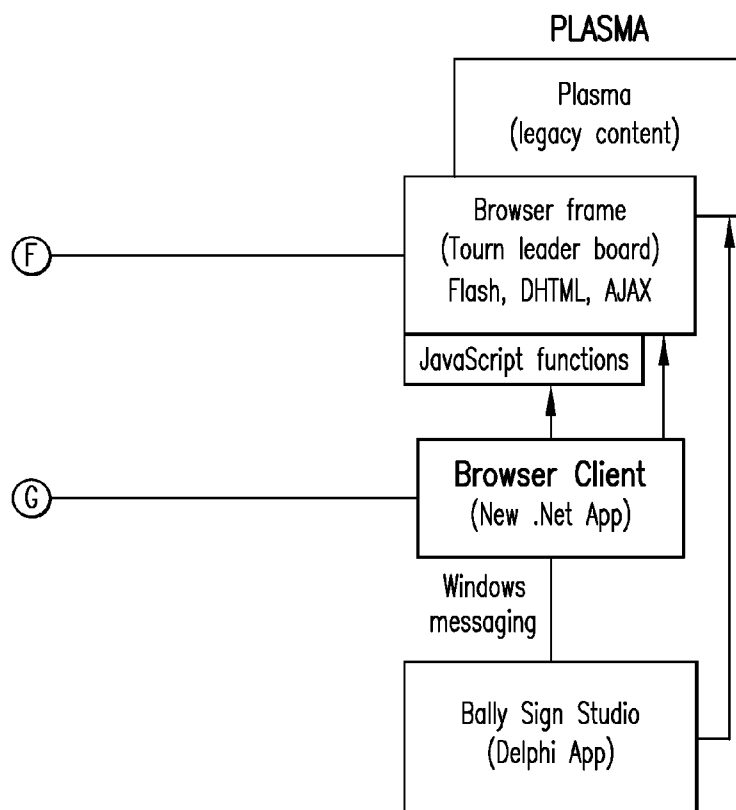 PLASMA
Plasma
(legacy content)
Browser frame
(Tourn leader board)
Flash, DHTML, AJAX
F
JavaScript functions
Browser Client
(New .Net App)
G
Windows
messaging
Bally Sign Studio
(Delphi App)